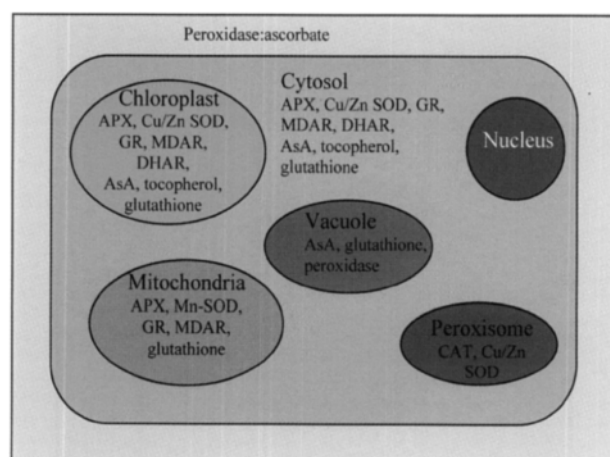 Peroxidase:ascorbate
Chloroplast
APX, Cu/Zn SOD,
GR, MDAR,
DHAR,
AsA, tocopherol,
glutathione
Cytosol
APX, Cu/Zn SOD, GR,
MDAR, DHAR,
AsA, tocopherol,
glutathione
Nucleus
Vacuole
AsA, glutathione,
peroxidase
Mitochondria
APX, Mn-SOD,
GR, MDAR,
glutathione
Peroxisome
CAT, Cu/Zn
SOD